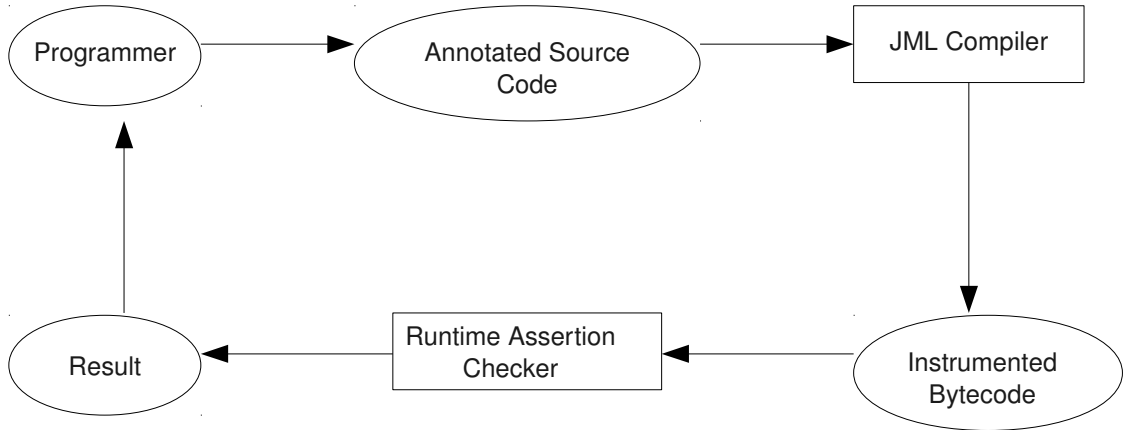 Programmer
Annotated Source
Code
JML Compiler
Result
Runtime Assertion
Checker
Instrumented
Bytecode